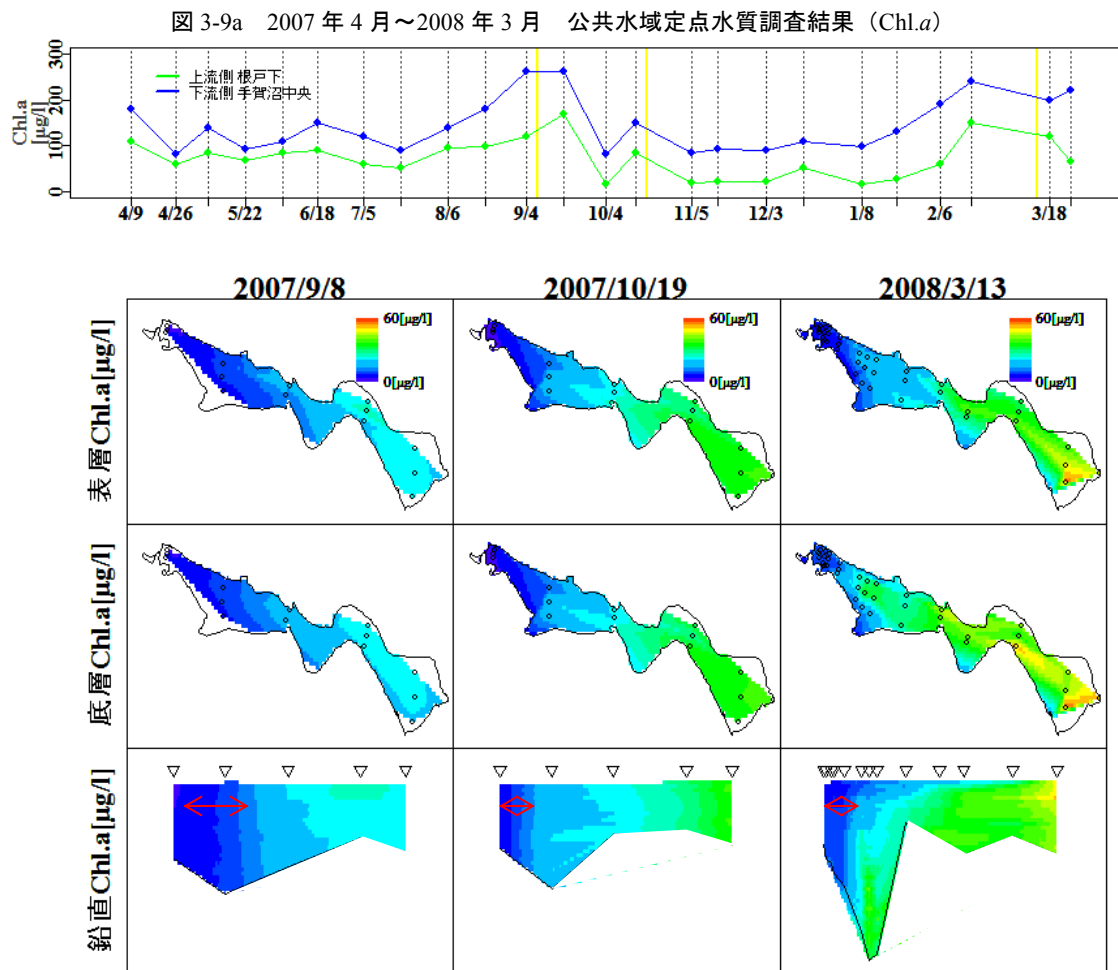 図 3-9a 2007 年 4 月～2008 年 3 月 公共水域定点水質調査結果（Chl.a）
Chl.a
[μg/l]
300
200
100
0
上流側 根戸下
下流側 手賀沼中央
4/9 4/26 5/22 6/18 7/5 8/6 9/4 10/4 11/5 12/3 1/8 2/6 3/18
2007/9/8 2007/10/19 2008/3/13
表層Chl.a[μg/l]
60[μg/l]
0[μg/l]
60[μg/l]
0[μg/l]
60[μg/l]
0[μg/l]
底層Chl.a[μg/l]
鉛直Chl.a[μg/l]